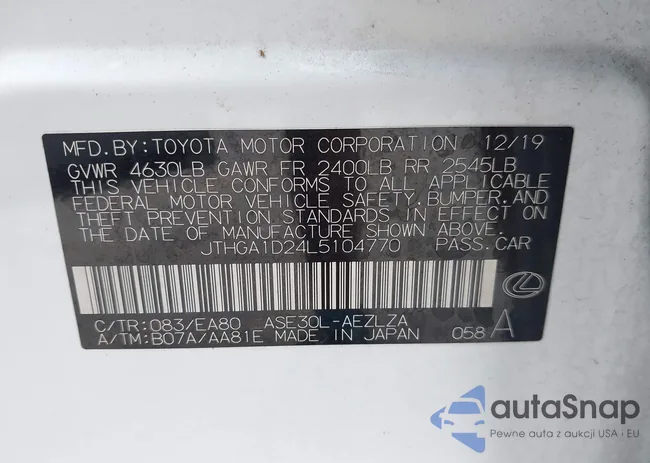 MFD.BY:TOYOTA MOTOR CORPORATION 12/19
GVWR 4630LB GAWR FR 2400LB RR 2545LB
THIS VEHICLE CONFORMS TO ALL APPLICABLE
FEDERAL MOTOR VEHICLE SAFETY,BUMPER,AND
THEFT PREVENTION STANDARDS IN EFFECT ON
THE DATE OF MANUFACTURE SHOWN ABOVE.
JTHGA1D24L5104770 PASS.CAR
C/TR:083/EA80 ASE30L-AEZLZA
A/TM:B07A/AA81E MADE IN JAPAN 058 A
autaSnap
Pewne auta z aukcji USA · EU